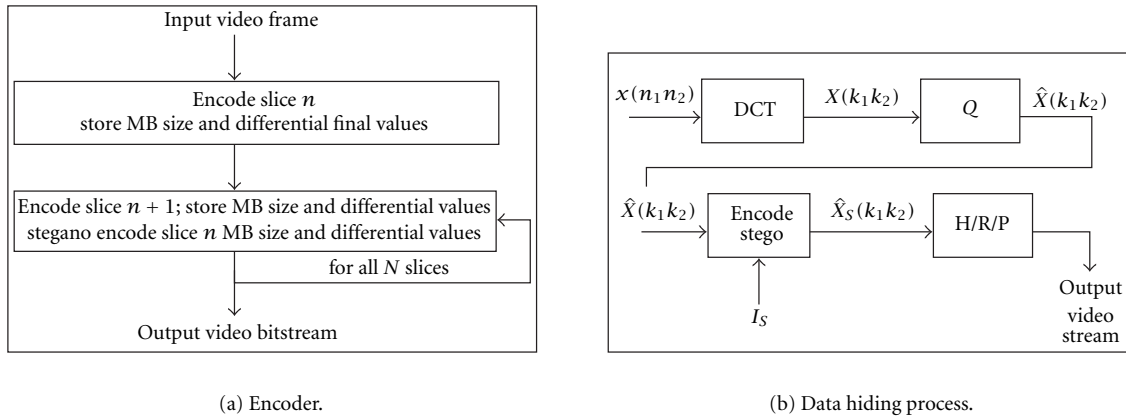 Input video frame
Encode slice n
store MB size and differential final values
Encode slice n + 1; store MB size and differential values
stegano encode slice n MB size and differential values
for all N slices
Output video bitstream
(a) Encoder.
x(n₁n₂)
DCT
X(k₁k₂)
Q
X̂(k₁k₂)
X̂(k₁k₂)
Encode
stego
X̂_S(k₁k₂)
H/R/P
I_S
Output
video
stream
(b) Data hiding process.